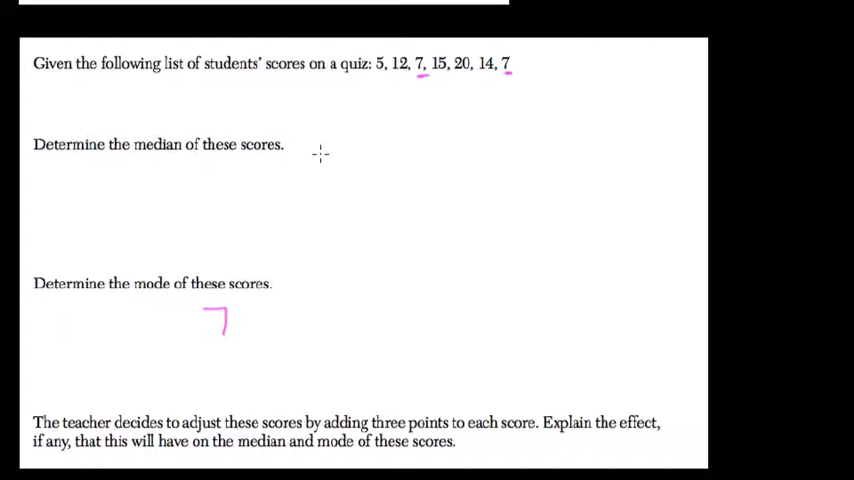 Given the following list of students' scores on a quiz: 5, 12, 7, 15, 20, 14, 7
Determine the median of these scores.
Determine the mode of these scores.
7
The teacher decides to adjust these scores by adding three points to each score. Explain the effect,
if any, that this will have on the median and mode of these scores.